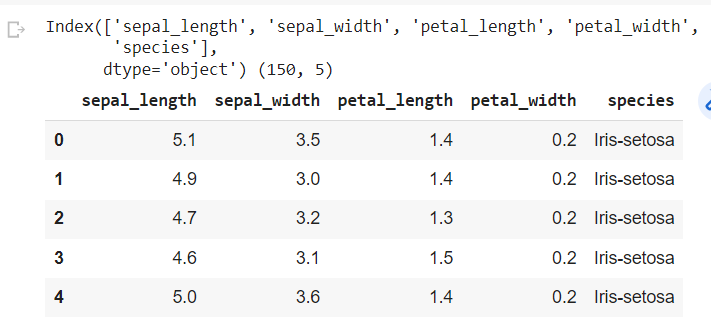 Index(['sepal_length', 'sepal_width', 'petal_length', 'petal_width',
'species'],
dtype='object') (150, 5)
sepal_length sepal_width petal_length petal_width species
0 5.1 3.5 1.4 0.2 Iris-setosa
1 4.9 3.0 1.4 0.2 Iris-setosa
2 4.7 3.2 1.3 0.2 Iris-setosa
3 4.6 3.1 1.5 0.2 Iris-setosa
4 5.0 3.6 1.4 0.2 Iris-setosa